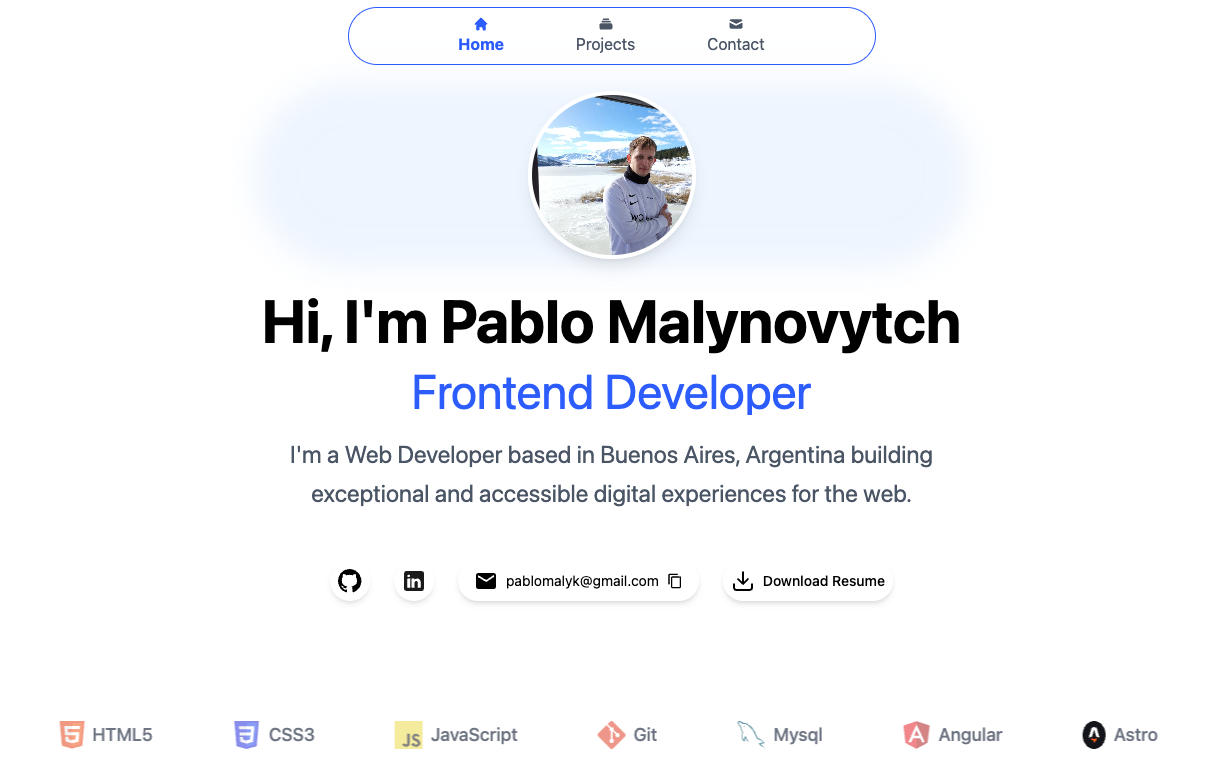 Home Projects Contact
Hi, I'm Pablo Malynovytch
Frontend Developer
I'm a Web Developer based in Buenos Aires, Argentina building
exceptional and accessible digital experiences for the web.
pablomalyk@gmail.com Download Resume
HTML5 CSS3 JS JavaScript Git Mysql Angular Astro